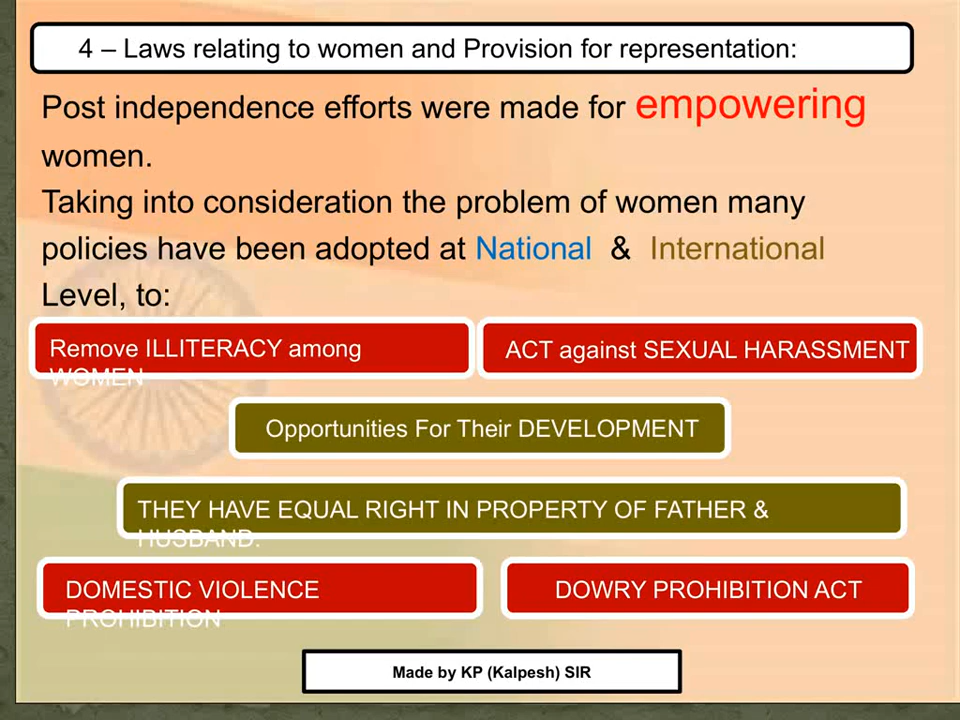 4 – Laws relating to women and Provision for representation:
Post independence efforts were made for empowering
women.
Taking into consideration the problem of women many
policies have been adopted at National & International
Level, to:
Remove ILLITERACY among
WOMEN
ACT against SEXUAL HARASSMENT
Opportunities For Their DEVELOPMENT
THEY HAVE EQUAL RIGHT IN PROPERTY OF FATHER &
HUSBAND.
DOMESTIC VIOLENCE
PROHIBITION
DOWRY PROHIBITION ACT
Made by KP (Kalpesh) SIR